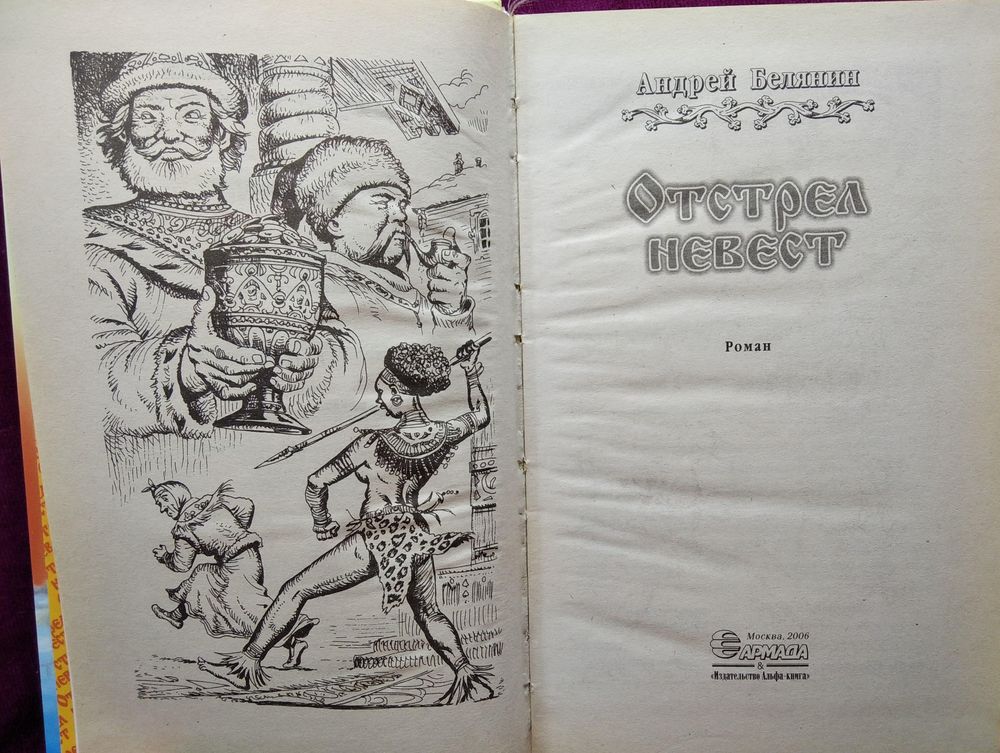 Андрей Белянин
Отстрел
невест
Роман
Москва, 2006
АРМАДА
&
«Издательство Альфа-книга»